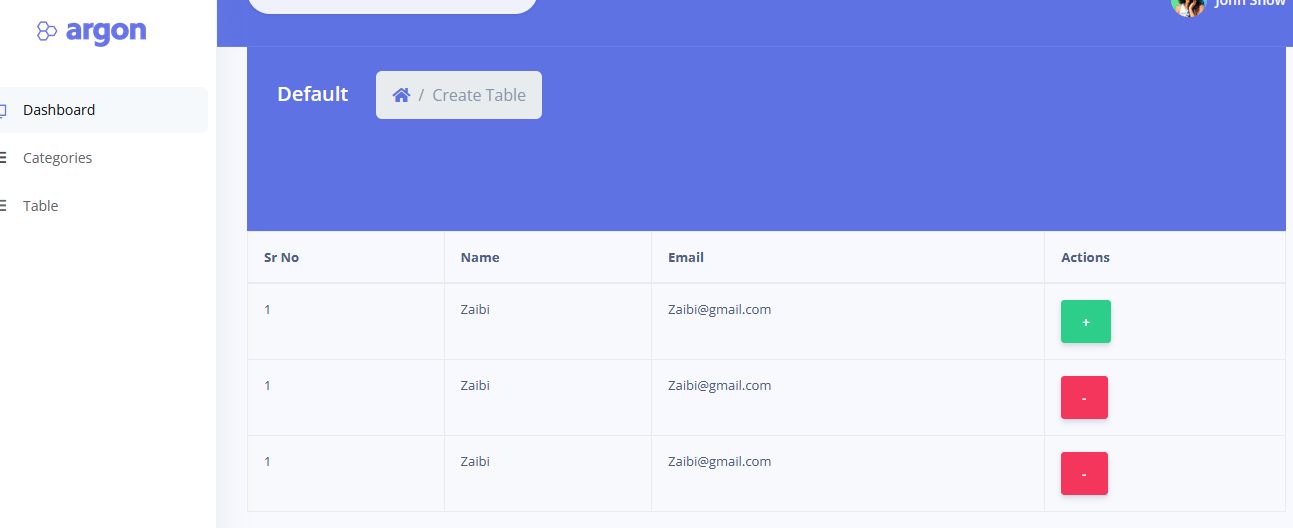 argon
John Snow
Dashboard
Categories
Table
Default
/ Create Table
Sr No Name Email Actions
1 Zaibi Zaibi@gmail.com +
1 Zaibi Zaibi@gmail.com -
1 Zaibi Zaibi@gmail.com -